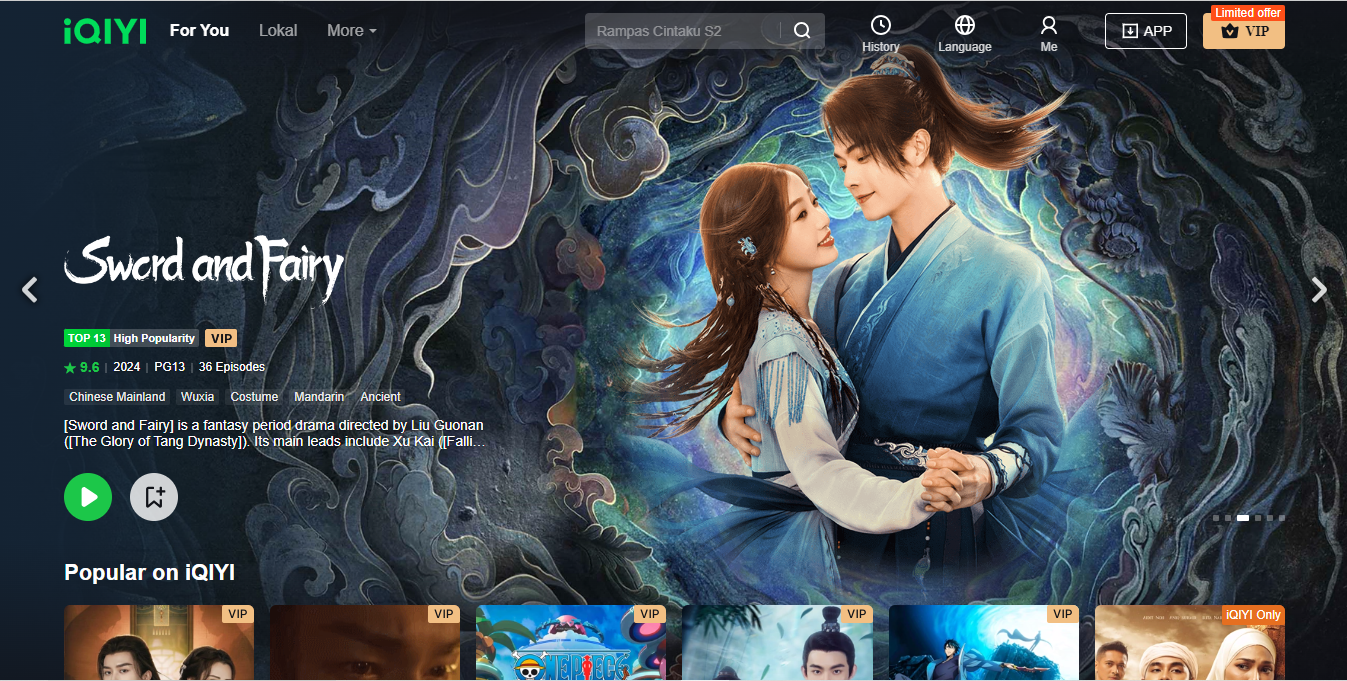 iQIYI
For You
Lokal
More
Rampas Cintaku S2
History
Language
Me
APP
Limited offer
VIP
Sword and Fairy
TOP 13 High Popularity VIP
9.6 | 2024 | PG13 | 36 Episodes
Chinese Mainland Wuxia Costume Mandarin Ancient
[Sword and Fairy] is a fantasy period drama directed by Liu Guonan
([The Glory of Tang Dynasty]). Its main leads include Xu Kai ([Falli...
Popular on iQIYI
VIP
VIP
VIP
ONE PIECE
VIP
VIP
iQIYI Only